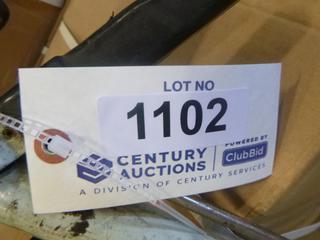 LOT NO
1102
CENTURY
AUCTIONS
POWERED BY
ClubBid
A DIVISION OF CENTURY SERVICES